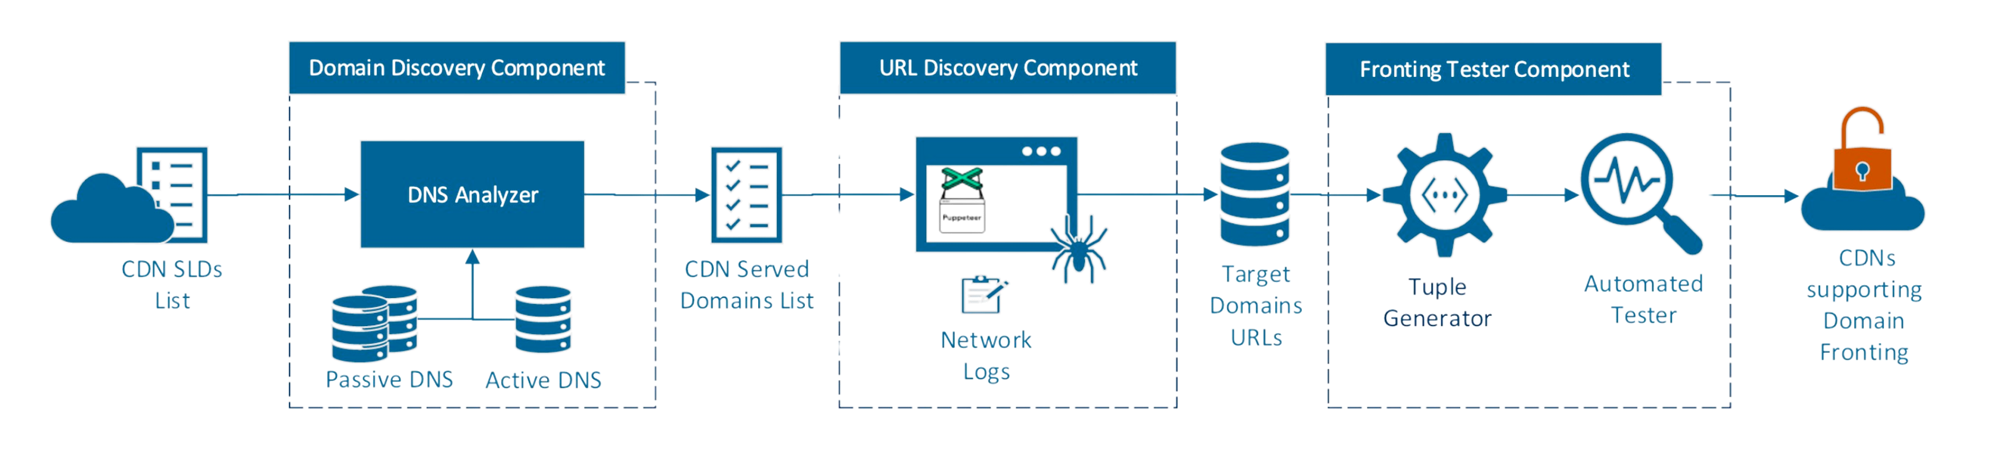 Domain Discovery Component
URL Discovery Component
Fronting Tester Component
CDN SLDs
List
DNS Analyzer
Passive DNS
Active DNS
CDN Served
Domains List
Puppeteer
Network
Logs
Target
Domains
URLs
Tuple
Generator
Automated
Tester
CDNs
supporting
Domain
Fronting